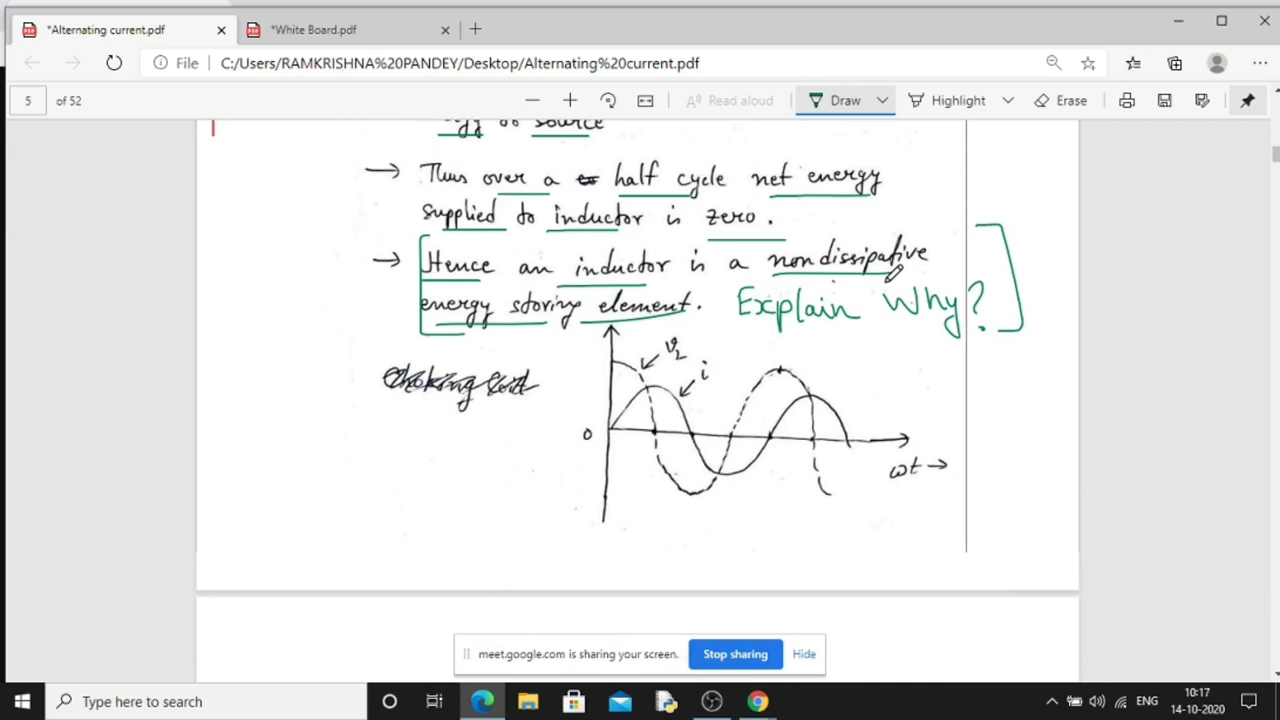 *Alternating current.pdf
*White Board.pdf
File C:/Users/RAMKRISHNA%20PANDEY/Desktop/Alternating%20current.pdf
5 of 52
Read aloud
Draw
Highlight
Erase
source
→ Thus over a half cycle net energy
supplied to inductor is zero.
→ Hence an inductor is a nondissipative
energy storing element. Explain Why?
i
0
ωt →
meet.google.com is sharing your screen.
Stop sharing
Hide
Type here to search
ENG
10:17
14-10-2020